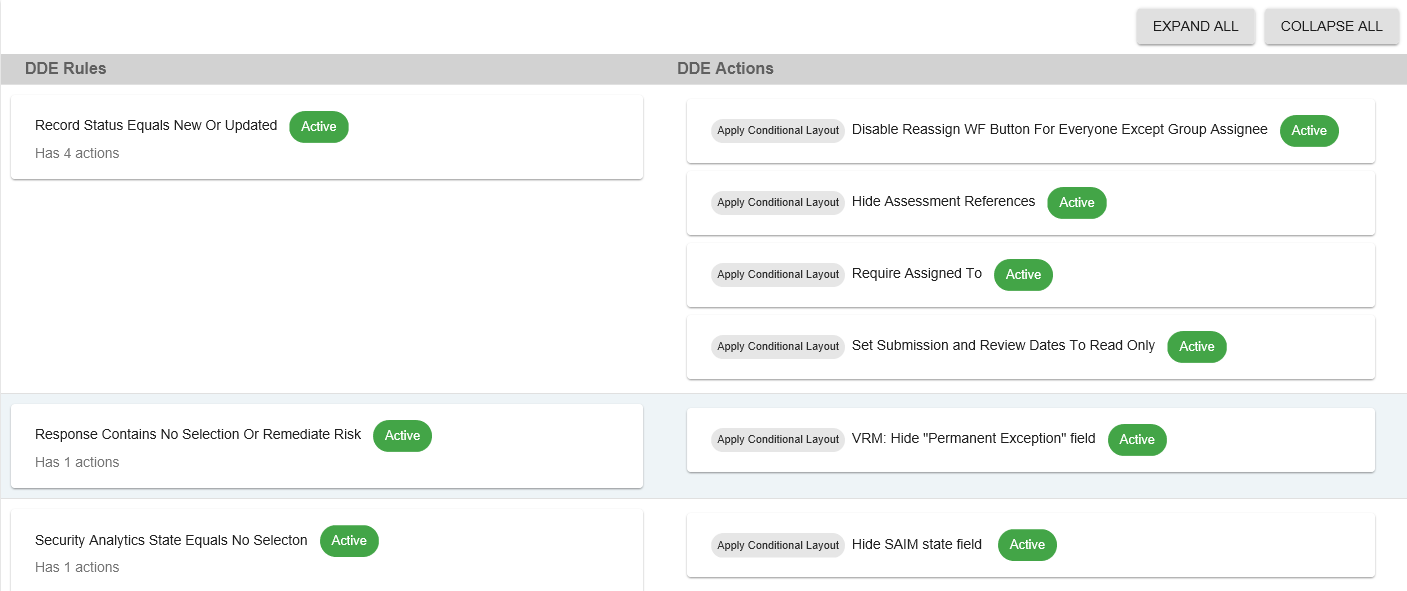 EXPAND ALL COLLAPSE ALL
DDE Rules DDE Actions
Record Status Equals New Or Updated Active
Has 4 actions
Apply Conditional Layout Disable Reassign WF Button For Everyone Except Group Assignee Active
Apply Conditional Layout Hide Assessment References Active
Apply Conditional Layout Require Assigned To Active
Apply Conditional Layout Set Submission and Review Dates To Read Only Active
Response Contains No Selection Or Remediate Risk Active
Has 1 actions
Apply Conditional Layout VRM: Hide "Permanent Exception" field Active
Security Analytics State Equals No Selecton Active
Has 1 actions
Apply Conditional Layout Hide SAIM state field Active